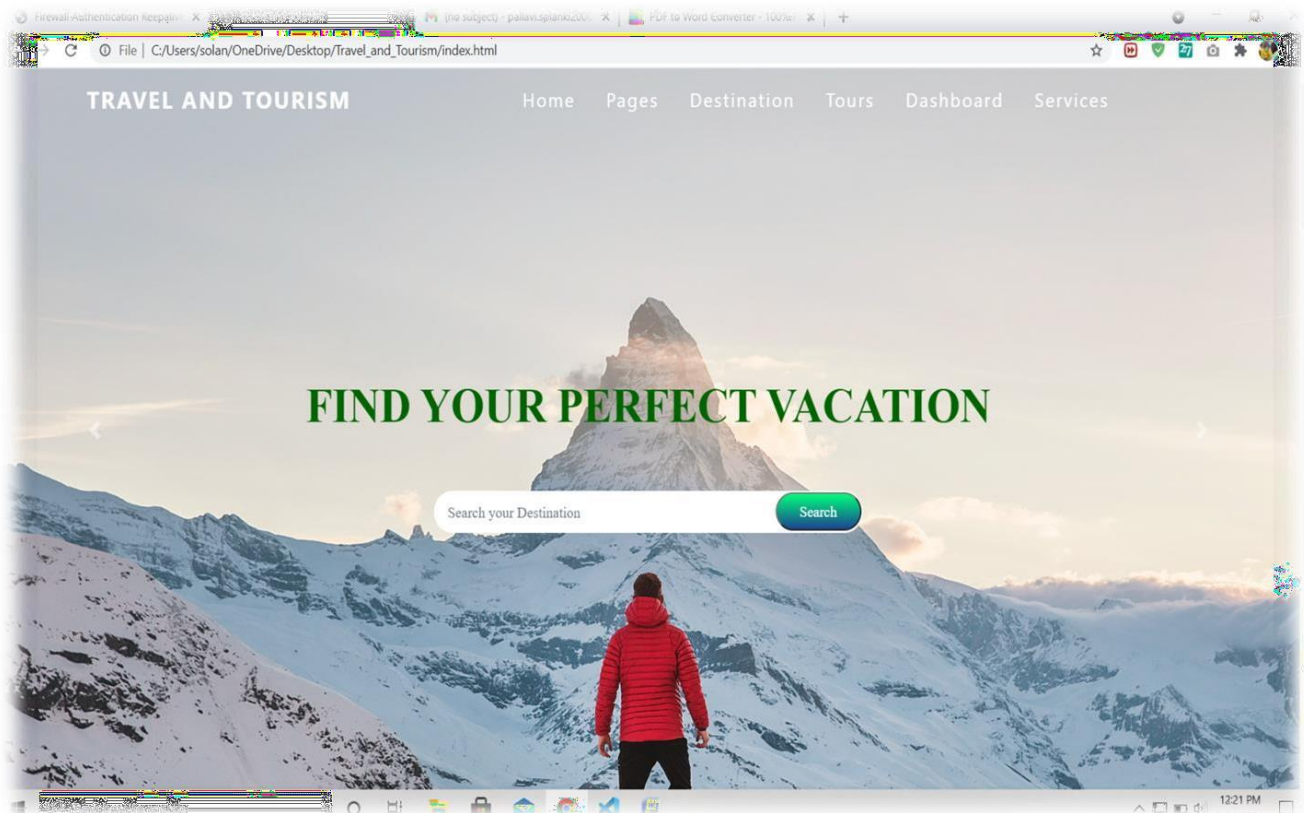 Firewall Authentication Keepalive
(no subject) - pallavi.splanki200
PDF to Word Converter - 100%
File | C:/Users/solan/OneDrive/Desktop/Travel_and_Tourism/index.html
27
TRAVEL AND TOURISM Home Pages Destination Tours Dashboard Services
FIND YOUR PERFECT VACATION
Search your Destination Search
12:21 PM